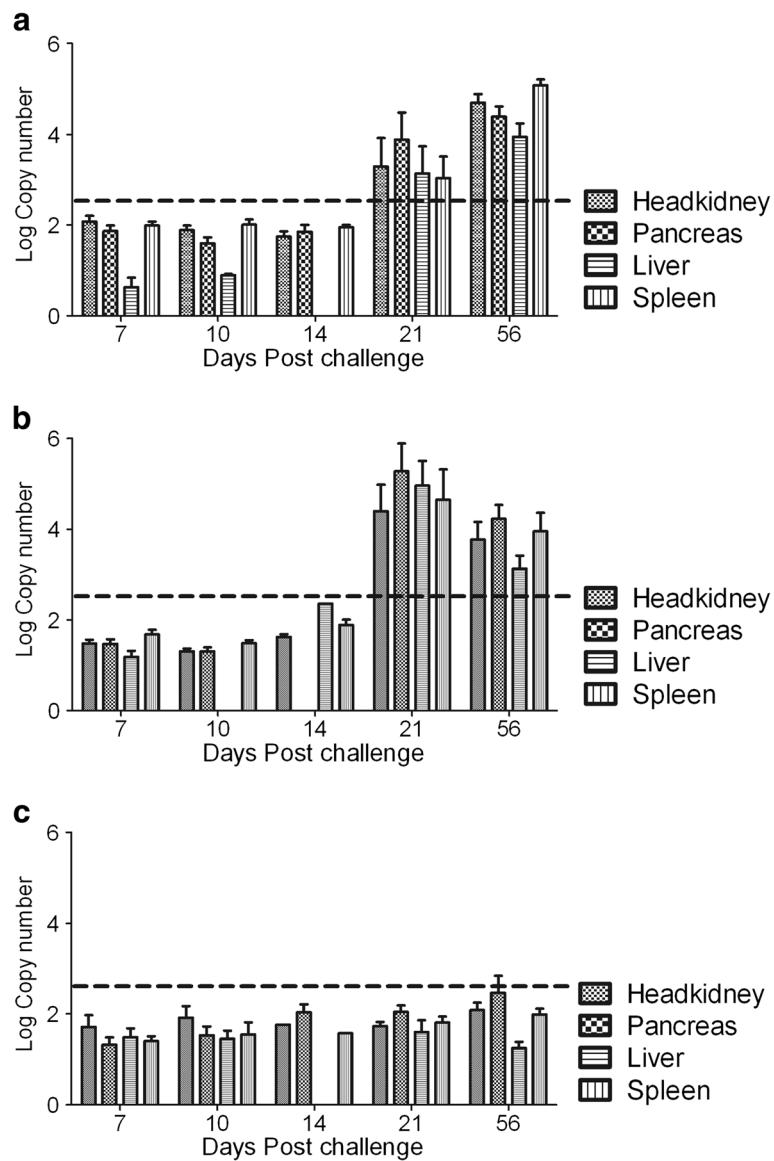 a
Log Copy number
6
4
2
0
7 10 14 21 56
Days Post challenge
Headkidney
Pancreas
Liver
Spleen
b
Log Copy number
6
4
2
0
7 10 14 21 56
Days Post challenge
Headkidney
Pancreas
Liver
Spleen
c
Log Copy number
6
4
2
0
7 10 14 21 56
Days Post challenge
Headkidney
Pancreas
Liver
Spleen